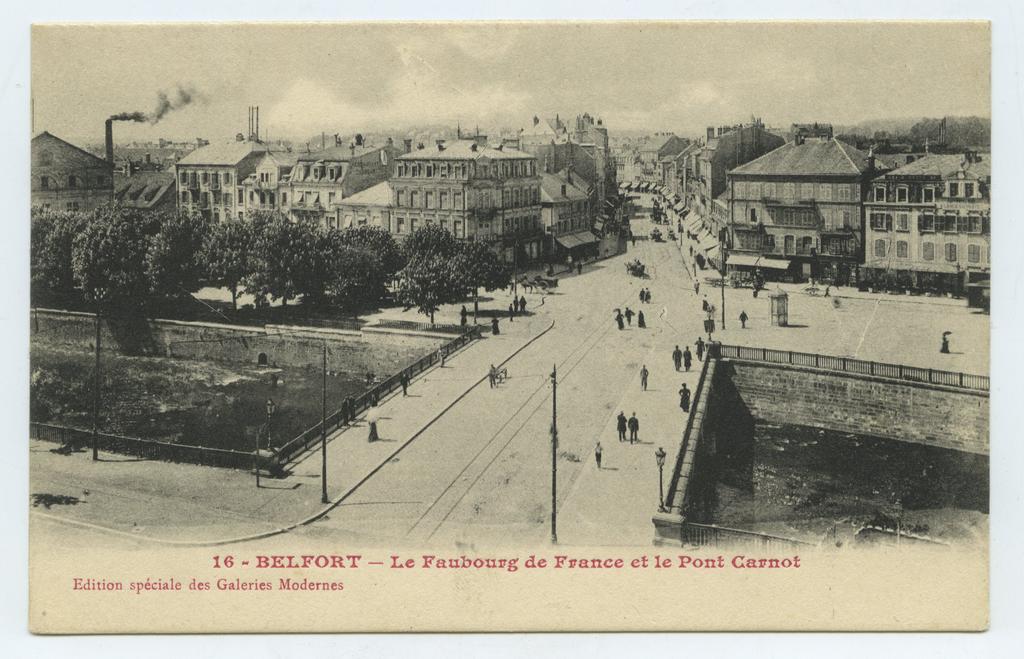 16 - BELFORT — Le Faubourg de France et le Pont Carnot
Edition spéciale des Galeries Modernes